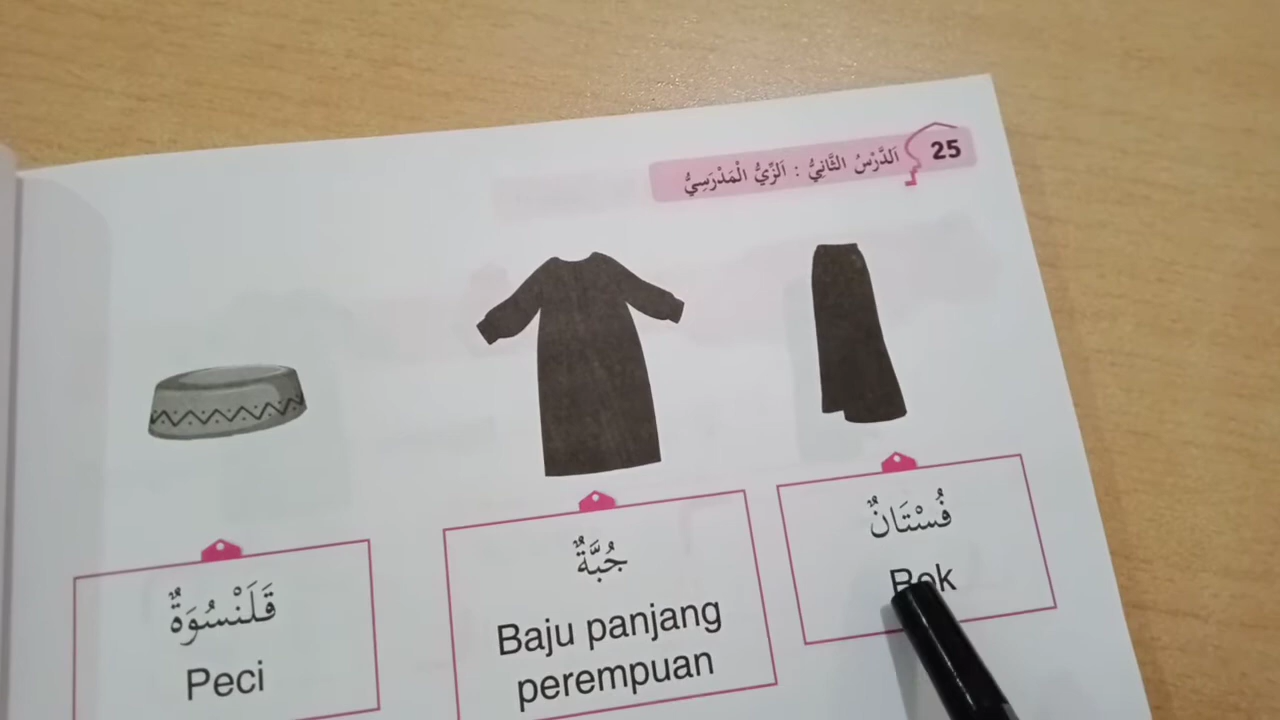 25
اَلدَّرْسُ الثَّانِيُّ : اَلزِّيُّ الْمَدْرَسِيُّ
فُسْتَانٌ
Rok
جُبَّةٌ
Baju panjang
perempuan
قَلَنْسُوَةٌ
Peci